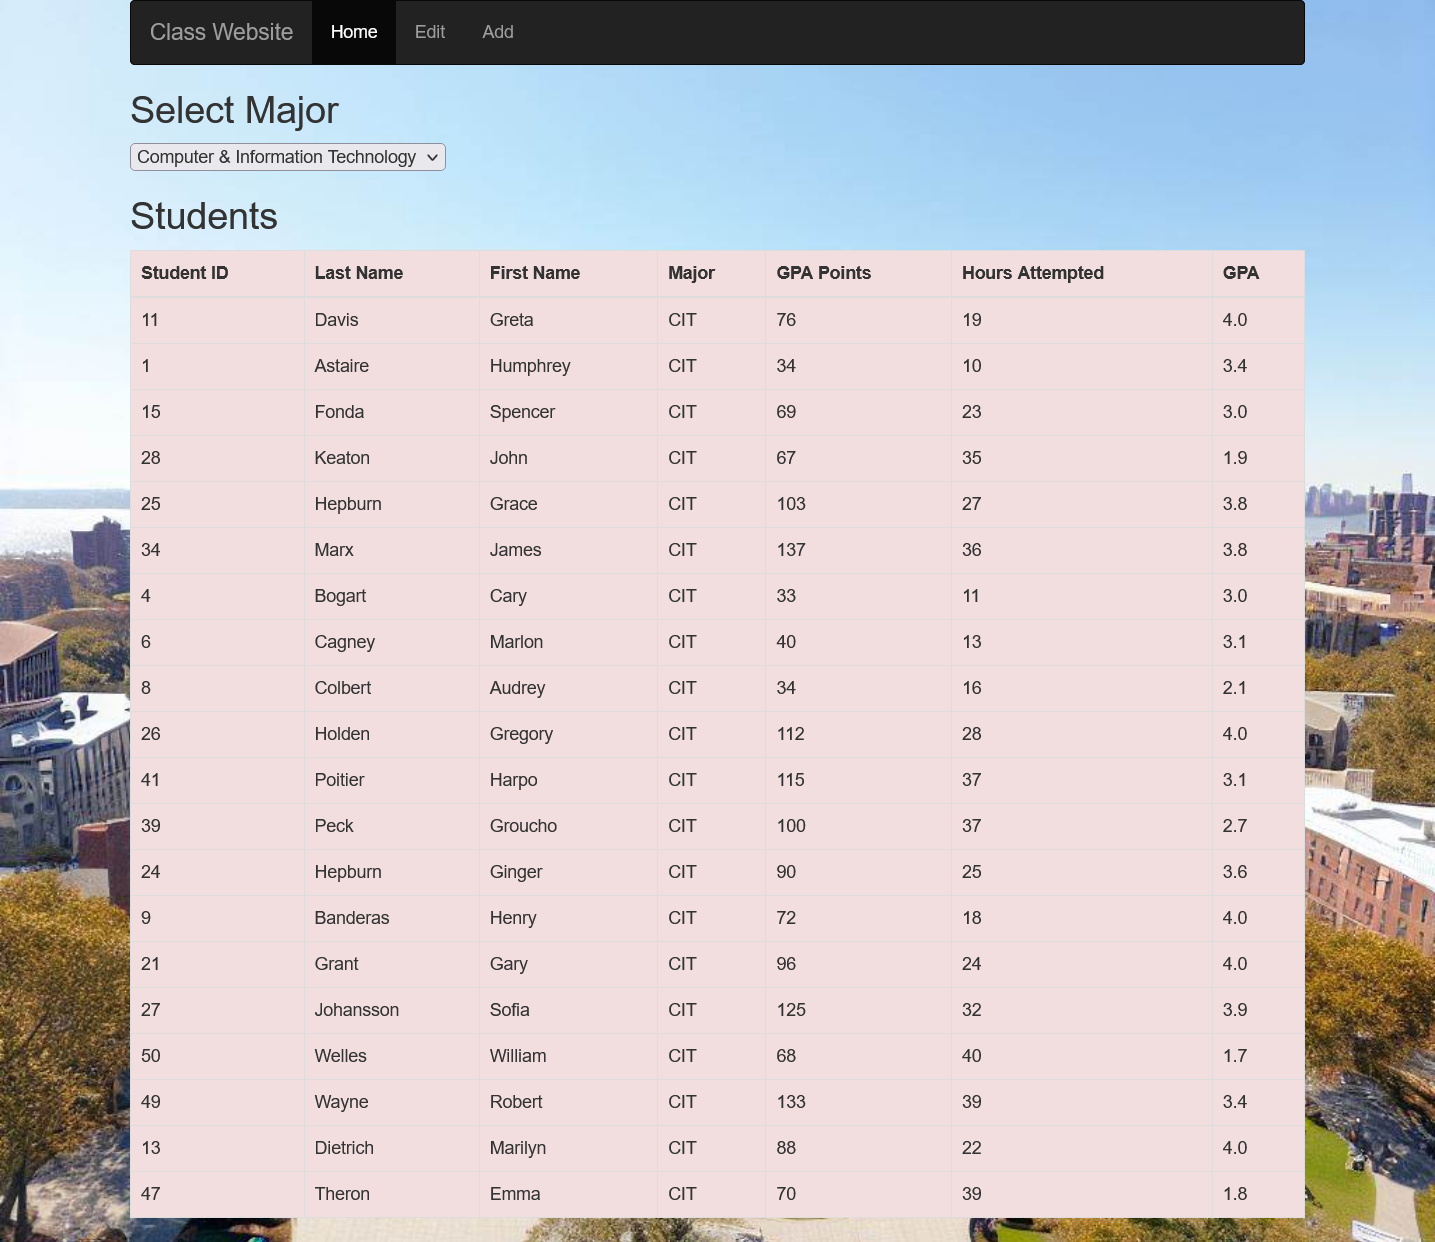 Class Website Home Edit Add
Select Major
Computer & Information Technology
Students
Student ID Last Name First Name Major GPA Points Hours Attempted GPA
11 Davis Greta CIT 76 19 4.0
1 Astaire Humphrey CIT 34 10 3.4
15 Fonda Spencer CIT 69 23 3.0
28 Keaton John CIT 67 35 1.9
25 Hepburn Grace CIT 103 27 3.8
34 Marx James CIT 137 36 3.8
4 Bogart Cary CIT 33 11 3.0
6 Cagney Marlon CIT 40 13 3.1
8 Colbert Audrey CIT 34 16 2.1
26 Holden Gregory CIT 112 28 4.0
41 Poitier Harpo CIT 115 37 3.1
39 Peck Groucho CIT 100 37 2.7
24 Hepburn Ginger CIT 90 25 3.6
9 Banderas Henry CIT 72 18 4.0
21 Grant Gary CIT 96 24 4.0
27 Johansson Sofia CIT 125 32 3.9
50 Welles William CIT 68 40 1.7
49 Wayne Robert CIT 133 39 3.4
13 Dietrich Marilyn CIT 88 22 4.0
47 Theron Emma CIT 70 39 1.8